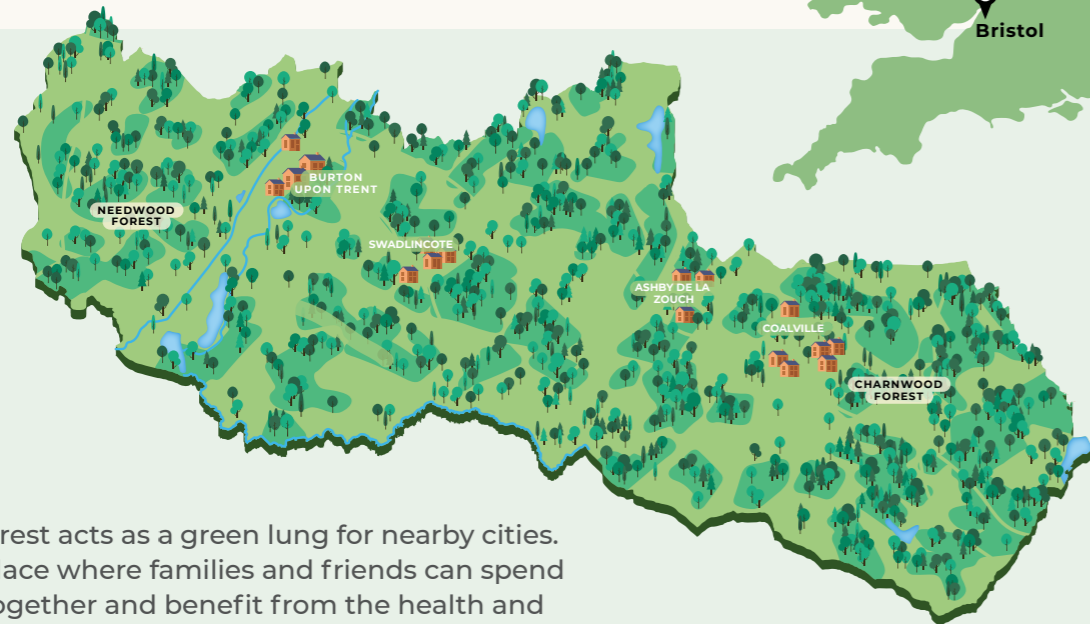 Bristol
BURTON
UPON TRENT
NEEDWOOD
FOREST
SWADLINCOTE
ASHBY DE LA
ZOUCH
COALVILLE
CHARNWOOD
FOREST
rest acts as a green lung for nearby cities.
lace where families and friends can spend
ogether and benefit from the health and